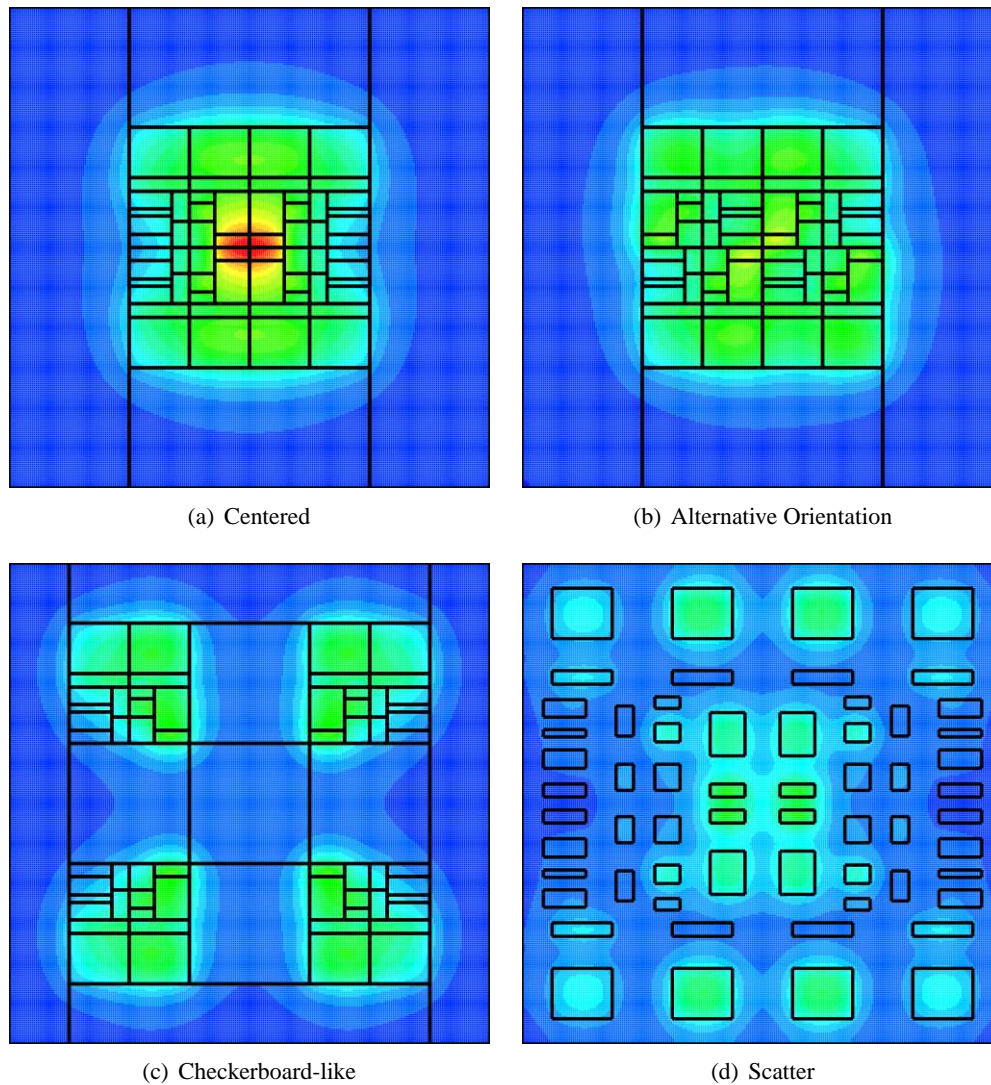 (a) Centered
(b) Alternative Orientation
(c) Checkerboard-like
(d) Scatter